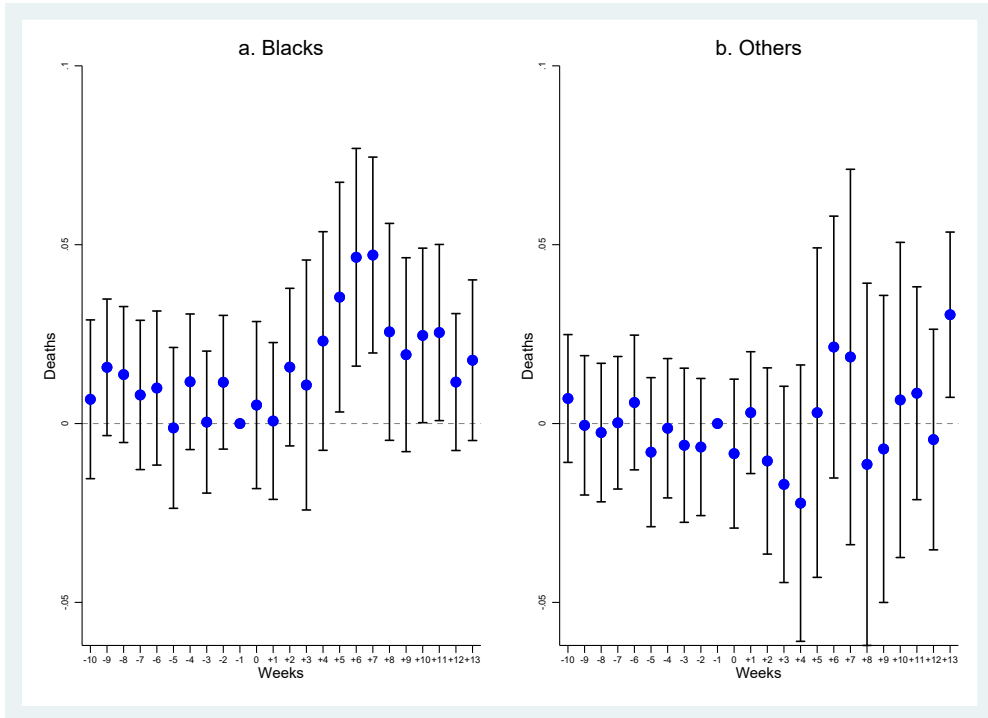 a. Blacks
Deaths
.1
.05
0
-.05
-10 -9 -8 -7 -6 -5 -4 -3 -2 -1 0 +1 +2 +3 +4 +5 +6 +7 +8 +9 +10 +11 +12 +13
Weeks
b. Others
Deaths
.1
.05
0
-.05
-10 -9 -8 -7 -6 -5 -4 -3 -2 -1 0 +1 +2 +3 +4 +5 +6 +7 +8 +9 +10 +11 +12 +13
Weeks